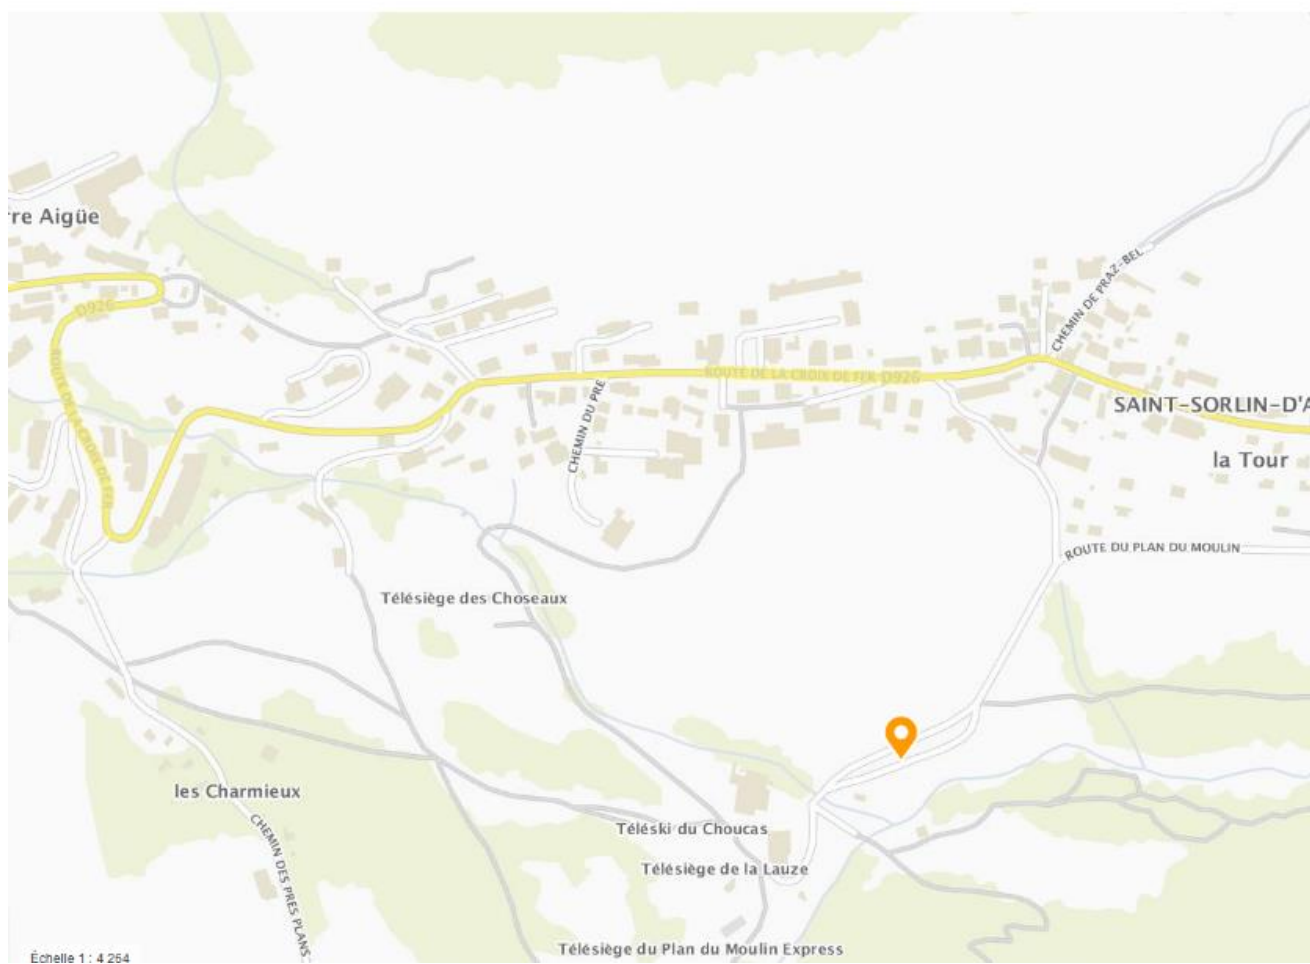 rre Aigüe
D926
CHEMIN DE PRAZ-BEL
ROUTE DE LA CROIX DE FER
ROUTE DE LA CROIX DE FER D926
CHEMIN DU PRE
SAINT-SORLIN-D'A
la Tour
ROUTE DU PLAN DU MOULIN
Télésiège des Choseaux
les Charmieux
CHEMIN DES PRES PLANS
Téléski du Choucas
Télésiège de la Lauze
Télésiège du Plan du Moulin Express
Échelle 1 : 4 264